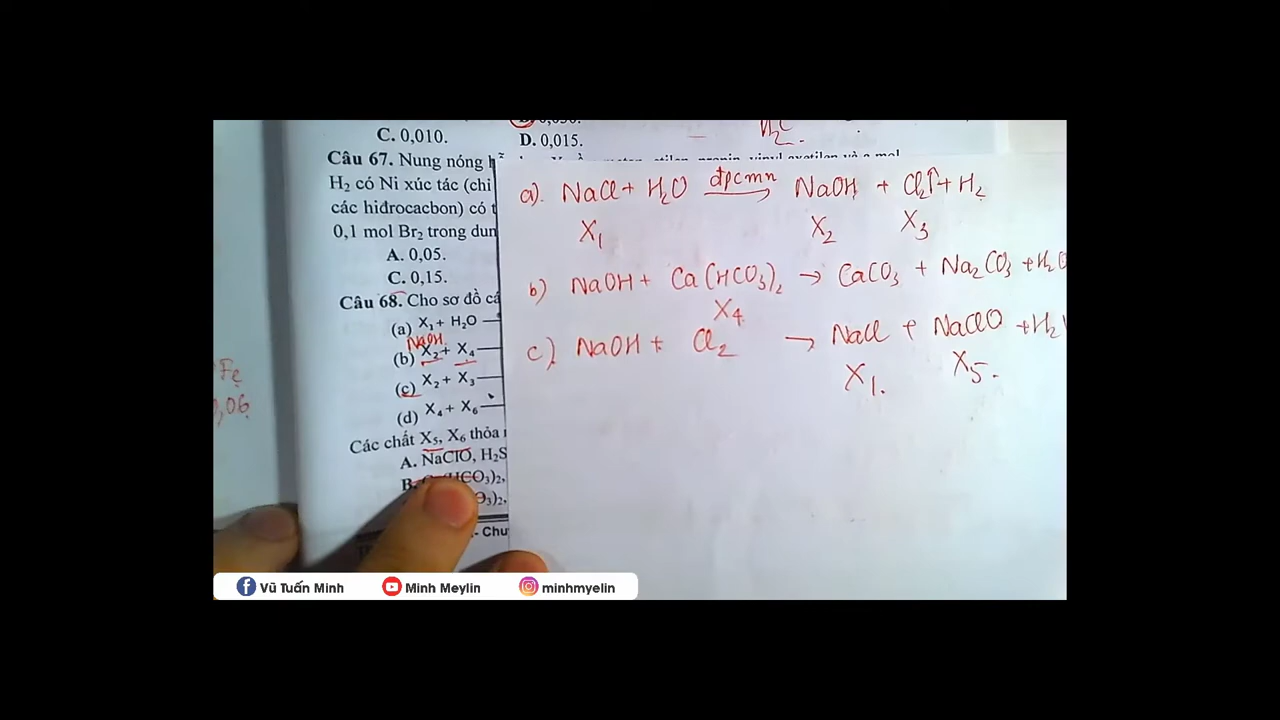 C. 0,010.
D. 0,015.
Câu 67. Nung nóng
H₂ có Ni xúc tác (chỉ
các hiđrocacbon) có
0,1 mol Br₂ trong dun
A. 0,05.
C. 0,15.
Câu 68. Cho sơ đồ
(a) X₁ + H₂O
NaOH
(b) X₂ + X₄
(c) X₂ + X₃
(d) X₄ + X₆
Các chất X₅, X₆ thỏa
A. NaClO, H₂S
B.
- Chu
Fe
0,06
a). NaCl + H₂O đpcmn NaOH + Cl₂↑ + H₂
X₁ X₂ X₃
b) NaOH + Ca(HCO₃)₂ → CaCO₃ + Na₂CO₃ + H₂O
X₄
c). NaOH + Cl₂ → NaCl + NaClO + H₂
X₁. X₅.
Vũ Tuấn Minh Minh Meylin minhmyelin